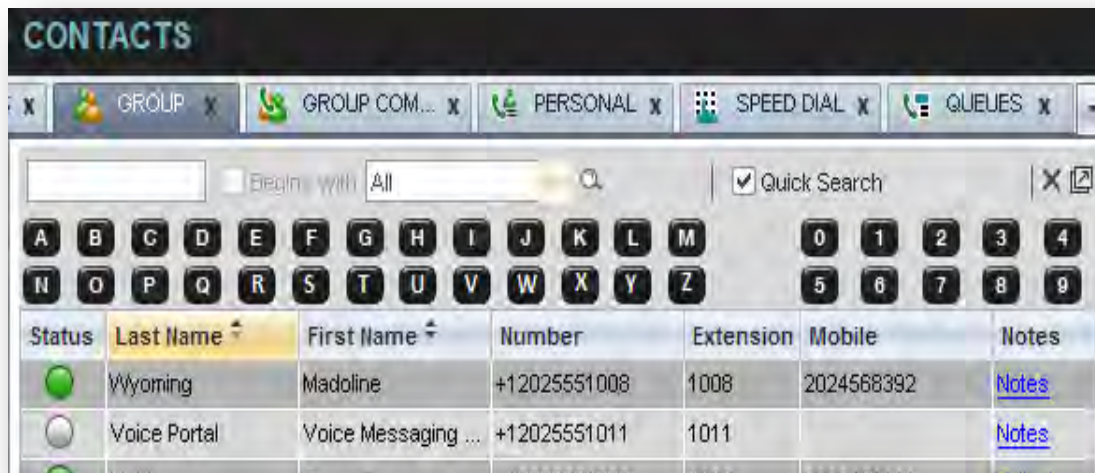 CONTACTS
x GROUP x GROUP COM... x PERSONAL x SPEED DIAL x QUEUES x
Begins with All Quick Search
A B C D E F G H I J K L M 0 1 2 3 4
N O P Q R S T U V W X Y Z 5 6 7 8 9
Status Last Name First Name Number Extension Mobile Notes
Wyoming Madoline +12025551008 1008 2024568392 Notes
Voice Portal Voice Messaging ... +12025551011 1011 Notes